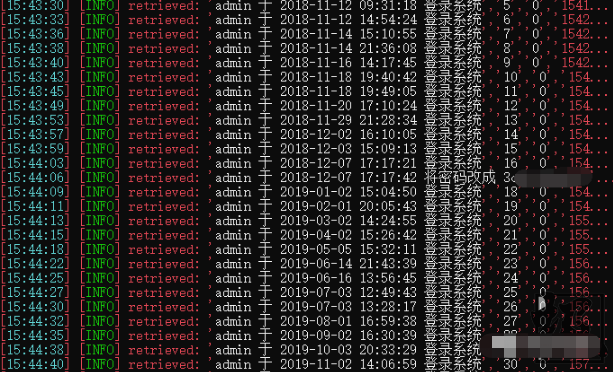 [15:43:30] [INFO] retrieved: 'admin 于 2018-11-12 09:31:18 登录系统','5','0','1541...
[15:43:33] [INFO] retrieved: 'admin 于 2018-11-12 14:54:24 登录系统','6','0','1542...
[15:43:35] [INFO] retrieved: 'admin 于 2018-11-14 15:10:55 登录系统','7','0','1542...
[15:43:38] [INFO] retrieved: 'admin 于 2018-11-14 21:36:08 登录系统','8','0','1542...
[15:43:40] [INFO] retrieved: 'admin 于 2018-11-16 14:17:45 登录系统','9','0','1542...
[15:43:43] [INFO] retrieved: 'admin 于 2018-11-18 19:40:42 登录系统','10','0','154...
[15:43:45] [INFO] retrieved: 'admin 于 2018-11-18 19:49:05 登录系统','11','0','154...
[15:43:49] [INFO] retrieved: 'admin 于 2018-11-20 17:10:24 登录系统','12','0','154...
[15:43:53] [INFO] retrieved: 'admin 于 2018-11-29 21:28:34 登录系统','13','0','154...
[15:43:57] [INFO] retrieved: 'admin 于 2018-12-02 16:10:05 登录系统','14','0','154...
[15:43:59] [INFO] retrieved: 'admin 于 2018-12-03 15:09:13 登录系统','15','0','154...
[15:44:03] [INFO] retrieved: 'admin 于 2018-12-07 17:17:21 登录系统','16','0','154...
[15:44:06] [INFO] retrieved: 'admin 于 2018-12-07 17:17:42 将密码改成
[15:44:09] [INFO] retrieved: 'admin 于 2019-01-02 15:04:50 登录系统','18','0','154...
[15:44:11] [INFO] retrieved: 'admin 于 2019-02-01 20:05:43 登录系统','19','0','154...
[15:44:13] [INFO] retrieved: 'admin 于 2019-03-02 14:24:55 登录系统','20','0','155...
[15:44:15] [INFO] retrieved: 'admin 于 2019-04-02 15:26:42 登录系统','21','0','155...
[15:44:18] [INFO] retrieved: 'admin 于 2019-05-05 15:32:11 登录系统','22','0','155...
[15:44:22] [INFO] retrieved: 'admin 于 2019-06-14 21:43:39 登录系统','23','0','156...
[15:44:25] [INFO] retrieved: 'admin 于 2019-06-16 13:56:45 登录系统','24','0','156...
[15:44:27] [INFO] retrieved: 'admin 于 2019-07-03 12:49:43 登录系统','25','0','156...
[15:44:30] [INFO] retrieved: 'admin 于 2019-07-03 13:28:17 登录系统','26
[15:44:32] [INFO] retrieved: 'admin 于 2019-08-01 16:59:38 登录系统','27
[15:44:35] [INFO] retrieved: 'admin 于 2019-09-02 16:30:39 登录系统
[15:44:38] [INFO] retrieved: 'admin 于 2019-10-03 20:33:29 登录系统
[15:44:40] [INFO] retrieved: 'admin 于 2019-11-02 14:06:59 登录系统','30','0','157...